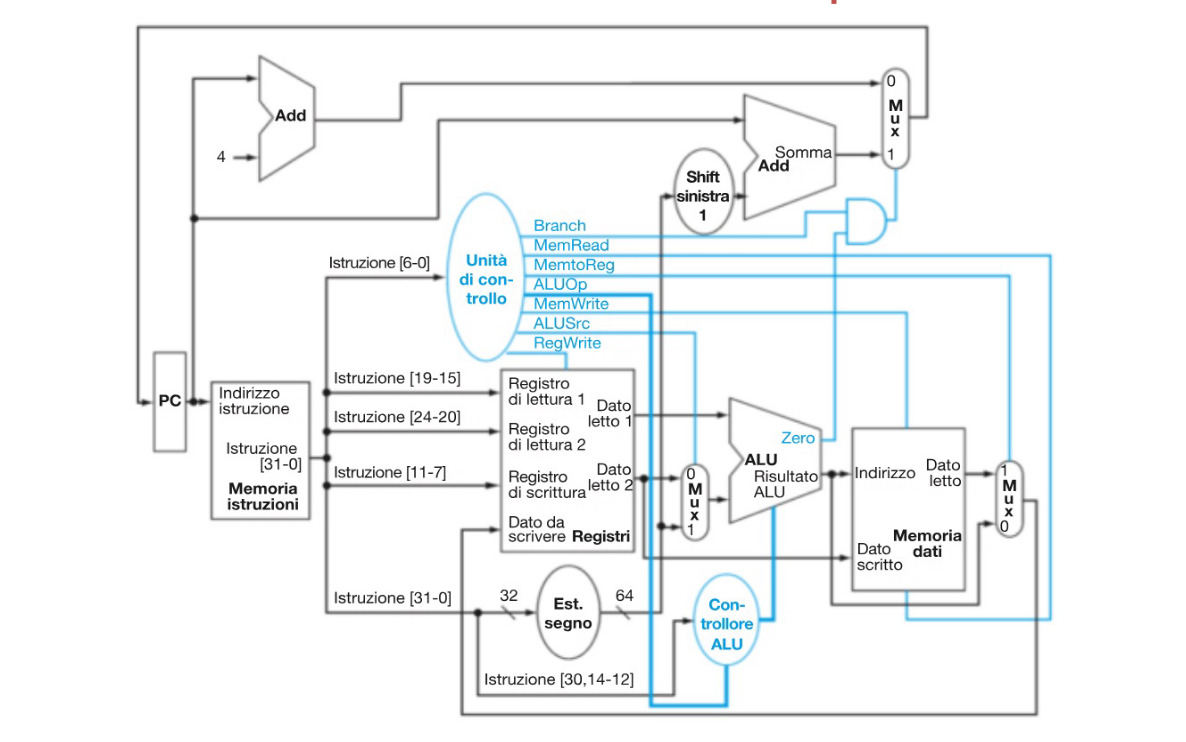 0
Mux
1
Add
4
Somma
Add
Shift
sinistra
1
Branch
MemRead
MemtoReg
ALUOp
MemWrite
ALUSrc
RegWrite
Unità
di con-
trollo
Istruzione [6-0]
Istruzione [19-15]
Istruzione [24-20]
Istruzione [11-7]
Istruzione [31-0]
PC
Indirizzo
istruzione
Istruzione
[31-0]
Memoria
istruzioni
Registro
di lettura 1
Registro
di lettura 2
Registro
di scrittura
Dato da
scrivere
Registri
Dato
letto 1
Dato
letto 2
0
Mux
1
Zero
ALU
Risultato
ALU
Indirizzo
Dato
letto
Dato
scritto
Memoria
dati
1
Mux
0
32
Est.
segno
64
Con-
trollore
ALU
Istruzione [30,14-12]